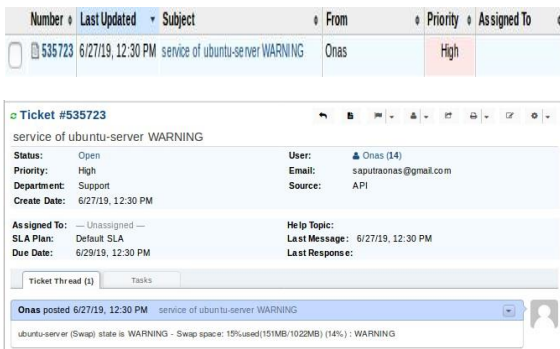 Number Last Updated Subject From Priority Assigned To
535723 6/27/19, 12:30 PM service of ubuntu-server WARNING Onas High
Ticket #535723
service of ubuntu-server WARNING
Status: Open User: Onas (14)
Priority: High Email: saputraonas@gmail.com
Department: Support Source: API
Create Date: 6/27/19, 12:30 PM
Assigned To: — Unassigned — Help Topic:
SLA Plan: Default SLA Last Message: 6/27/19, 12:30 PM
Due Date: 6/29/19, 12:30 PM Last Response:
Ticket Thread (1) Tasks
Onas posted 6/27/19, 12:30 PM service of ubuntu-server WARNING
ubuntu-server (Swap) state is WARNING - Swap space: 15%used(151MB/1022MB) (14%) : WARNING